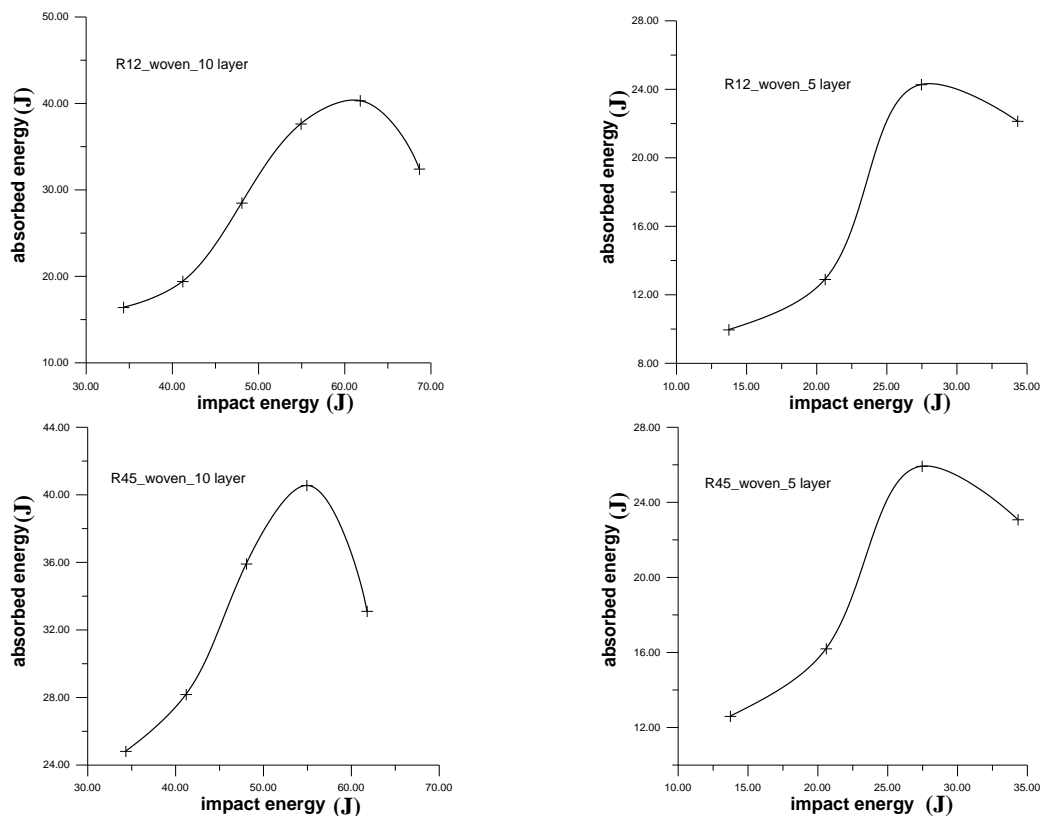 50.00
40.00
30.00
20.00
10.00
absorbed energy (J)
R12_woven_10 layer
30.00 40.00 50.00 60.00 70.00
impact energy (J)
28.00
24.00
20.00
16.00
12.00
8.00
absorbed energy (J)
R12_woven_5 layer
10.00 15.00 20.00 25.00 30.00 35.00
impact energy (J)
44.00
40.00
36.00
32.00
28.00
24.00
absorbed energy (J)
R45_woven_10 layer
30.00 40.00 50.00 60.00 70.00
impact energy (J)
28.00
24.00
20.00
16.00
12.00
absorbed energy (J)
R45_woven_5 layer
10.00 15.00 20.00 25.00 30.00 35.00
impact energy (J)